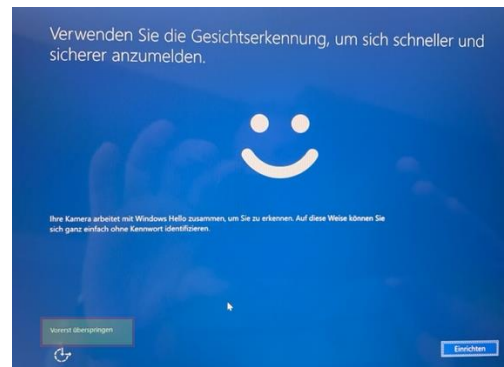 Verwenden Sie die Gesichtserkennung, um sich schneller und
sicherer anzumelden.
Ihre Kamera arbeitet mit Windows Hello zusammen, um Sie zu erkennen. Auf diese Weise können Sie
sich ganz einfach ohne Kennwort identifizieren.
Vorerst überspringen
Einrichten